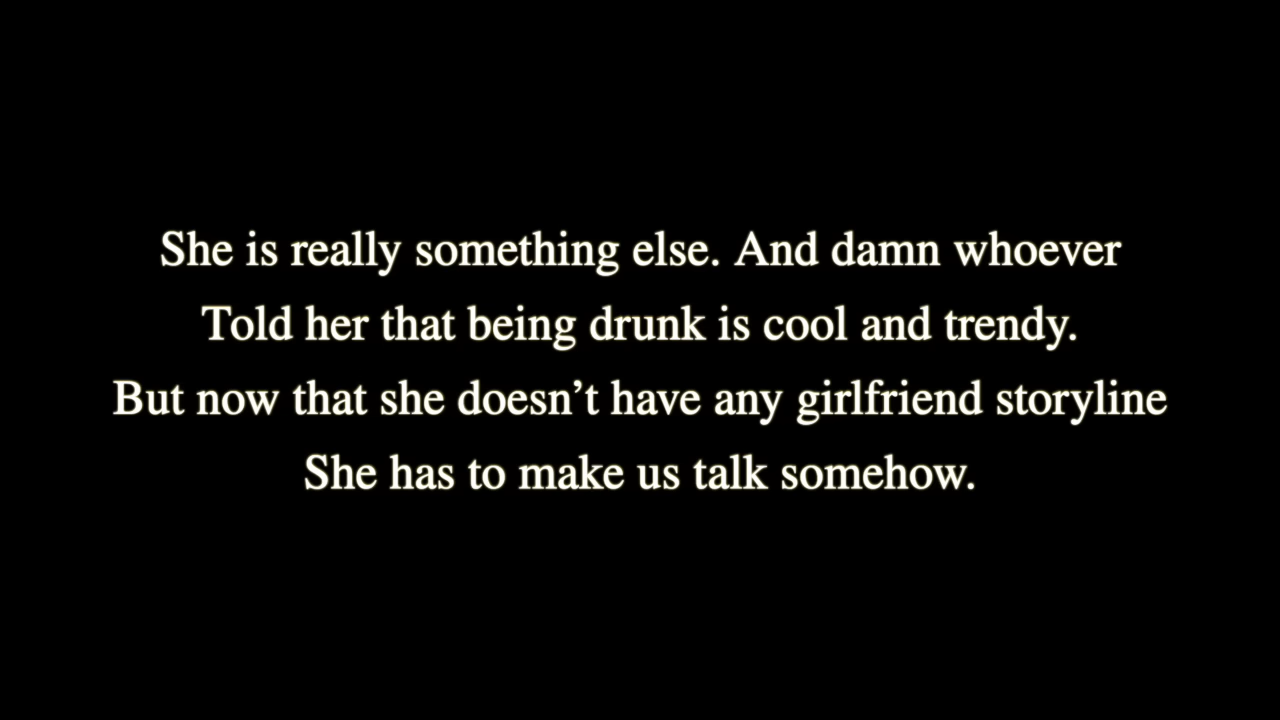 She is really something else. And damn whoever
Told her that being drunk is cool and trendy.
But now that she doesn’t have any girlfriend storyline
She has to make us talk somehow.